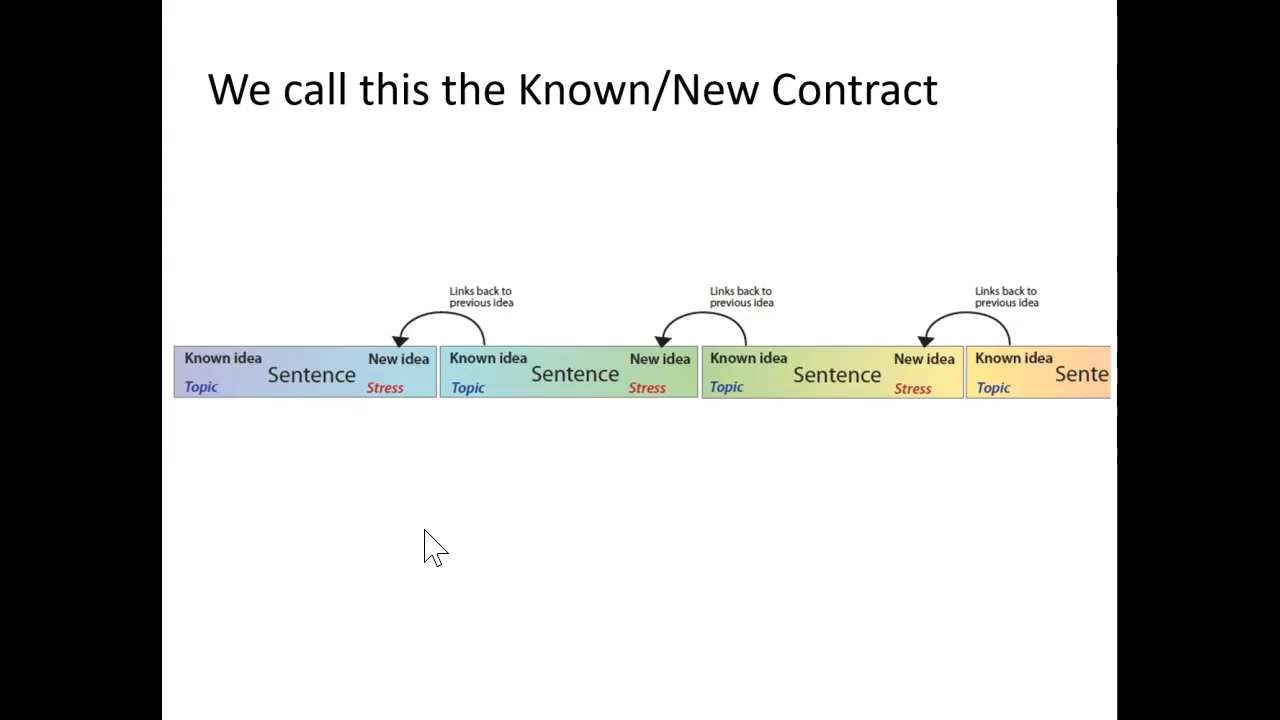 We call this the Known/New Contract
Links back to
previous idea
Links back to
previous idea
Links back to
previous idea
Known idea
Sentence
New idea
Topic
Stress
Known idea
Sentence
New idea
Topic
Stress
Known idea
Sentence
New idea
Topic
Stress
Known idea
Sente
Topic